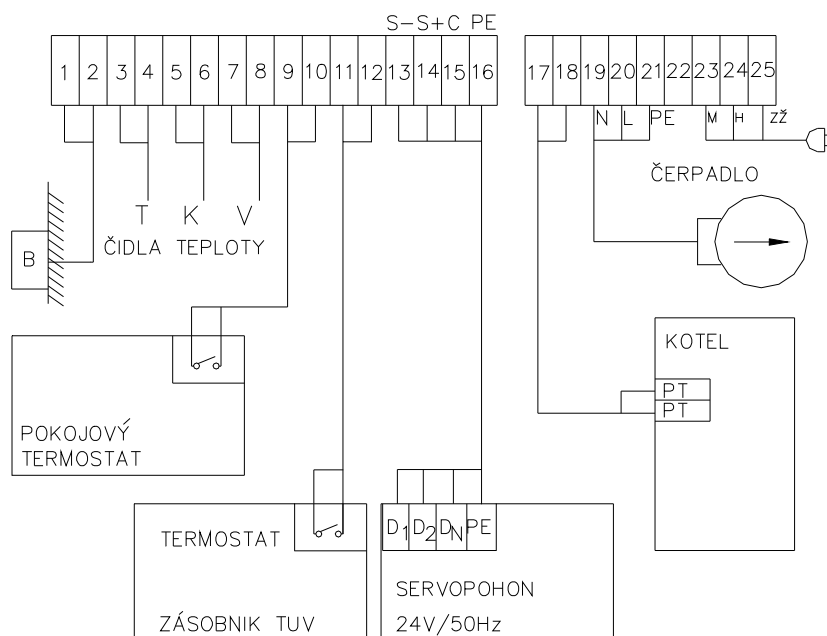 S– S+ C PE
1 2 3 4 5 6 7 8 9 10 11 12 13 14 15 16
17 18 19 20 21 22 23 24 25
N L PE M H ZŽ
ČERPADLO
T K V
ČIDLA TEPLOTY
B
KOTEL
PT
PT
POKOJOVÝ
TERMOSTAT
D1 D2 DN PE
TERMOSTAT
SERVOPOHON
ZÁSOBNIK TUV
24V/50Hz